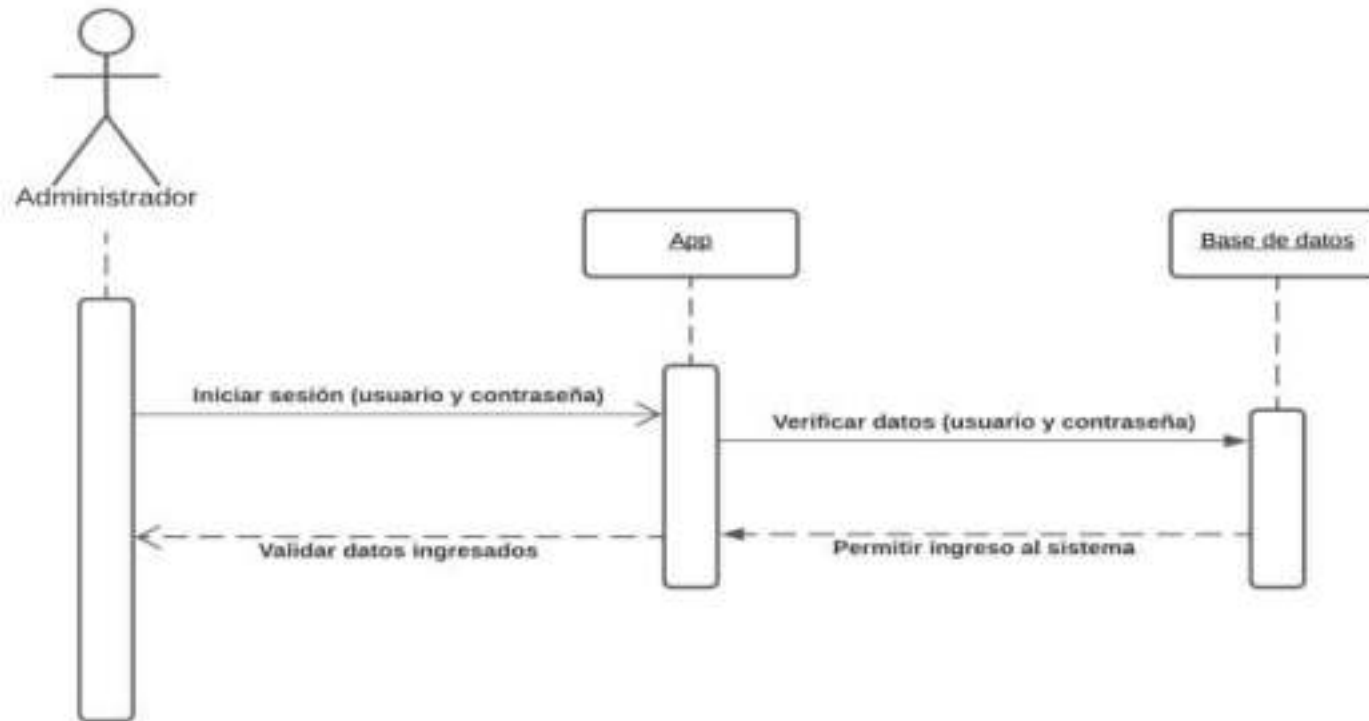 Administrador
App
Base de datos
Iniciar sesión (usuario y contraseña)
Verificar datos (usuario y contraseña)
Validar datos ingresados
Permitir ingreso al sistema